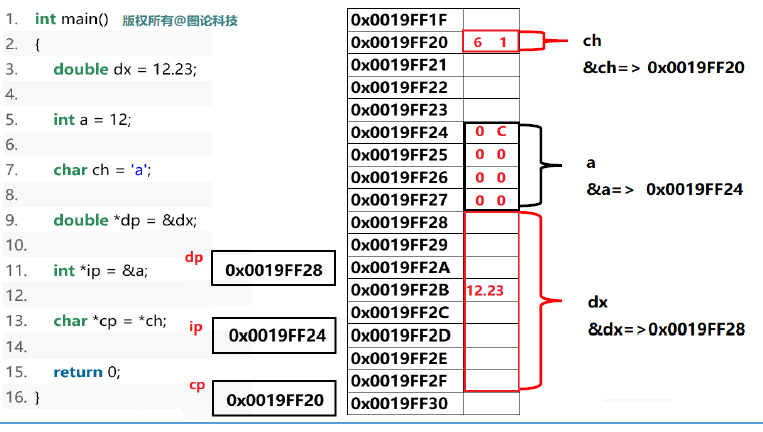 1. int main() 版权所有@图论科技
2. {
3. double dx = 12.23;
4.
5. int a = 12;
6.
7. char ch = 'a';
8.
9. double *dp = &dx;
10.
11. int *ip = &a;
12.
13. char *cp = *ch;
14.
15. return 0;
16. }
dp
0x0019FF28
ip
0x0019FF24
cp
0x0019FF20
0x0019FF1F
0x0019FF20 6 1
0x0019FF21
0x0019FF22
0x0019FF23
0x0019FF24 0 C
0x0019FF25 0 0
0x0019FF26 0 0
0x0019FF27 0 0
0x0019FF28
0x0019FF29
0x0019FF2A
0x0019FF2B 12.23
0x0019FF2C
0x0019FF2D
0x0019FF2E
0x0019FF2F
0x0019FF30
ch
&ch=> 0x0019FF20
a
&a=> 0x0019FF24
dx
&dx=>0x0019FF28